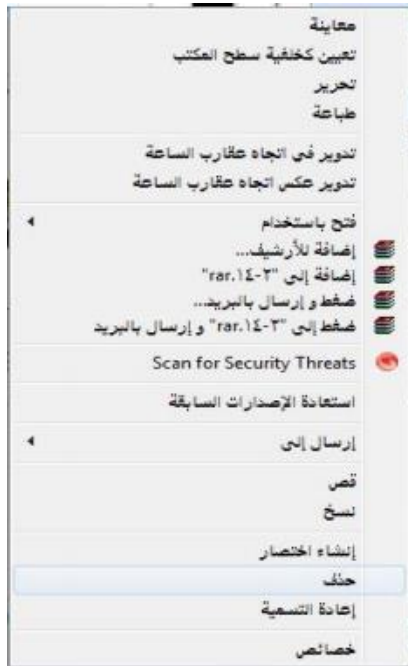 معاينة
تعيين كخلفية سطح المكتب
تحرير
طباعة
تدوير في اتجاه عقارب الساعة
تدوير عكس اتجاه عقارب الساعة
فتح باستخدام
إضافة للأرشيف...
إضافة إلى "٣-١٤.rar"
ضغط و إرسال بالبريد...
ضغط إلى "٣-١٤.rar" و إرسال بالبريد
Scan for Security Threats
استعادة الإصدارات السابقة
إرسال إلى
قص
نسخ
إنشاء اختصار
حذف
إعادة التسمية
خصائص